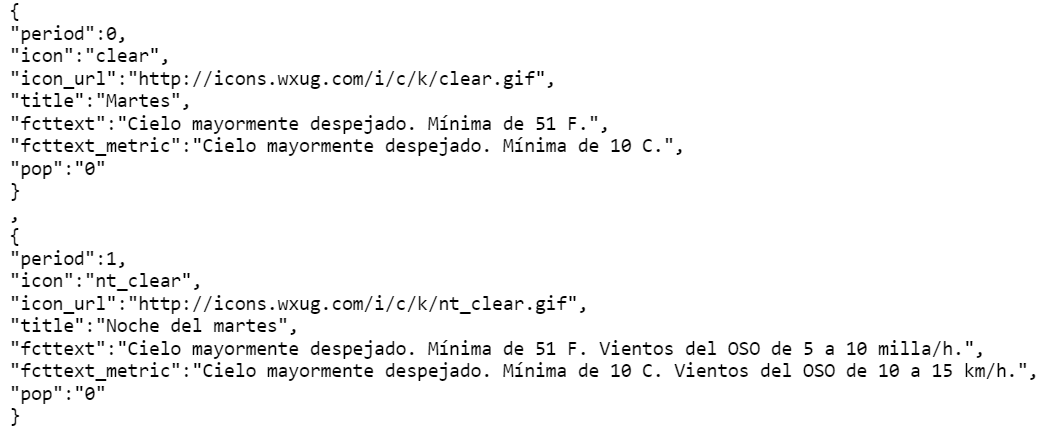 {
"period":0,
"icon":"clear",
"icon_url":"http://icons.wxug.com/i/c/k/clear.gif",
"title":"Martes",
"fcttext":"Cielo mayormente despejado. Mínima de 51 F.",
"fcttext_metric":"Cielo mayormente despejado. Mínima de 10 C.",
"pop":"0"
}
,
{
"period":1,
"icon":"nt_clear",
"icon_url":"http://icons.wxug.com/i/c/k/nt_clear.gif",
"title":"Noche del martes",
"fcttext":"Cielo mayormente despejado. Mínima de 51 F. Vientos del OSO de 5 a 10 milla/h.",
"fcttext_metric":"Cielo mayormente despejado. Mínima de 10 C. Vientos del OSO de 10 a 15 km/h.",
"pop":"0"
}